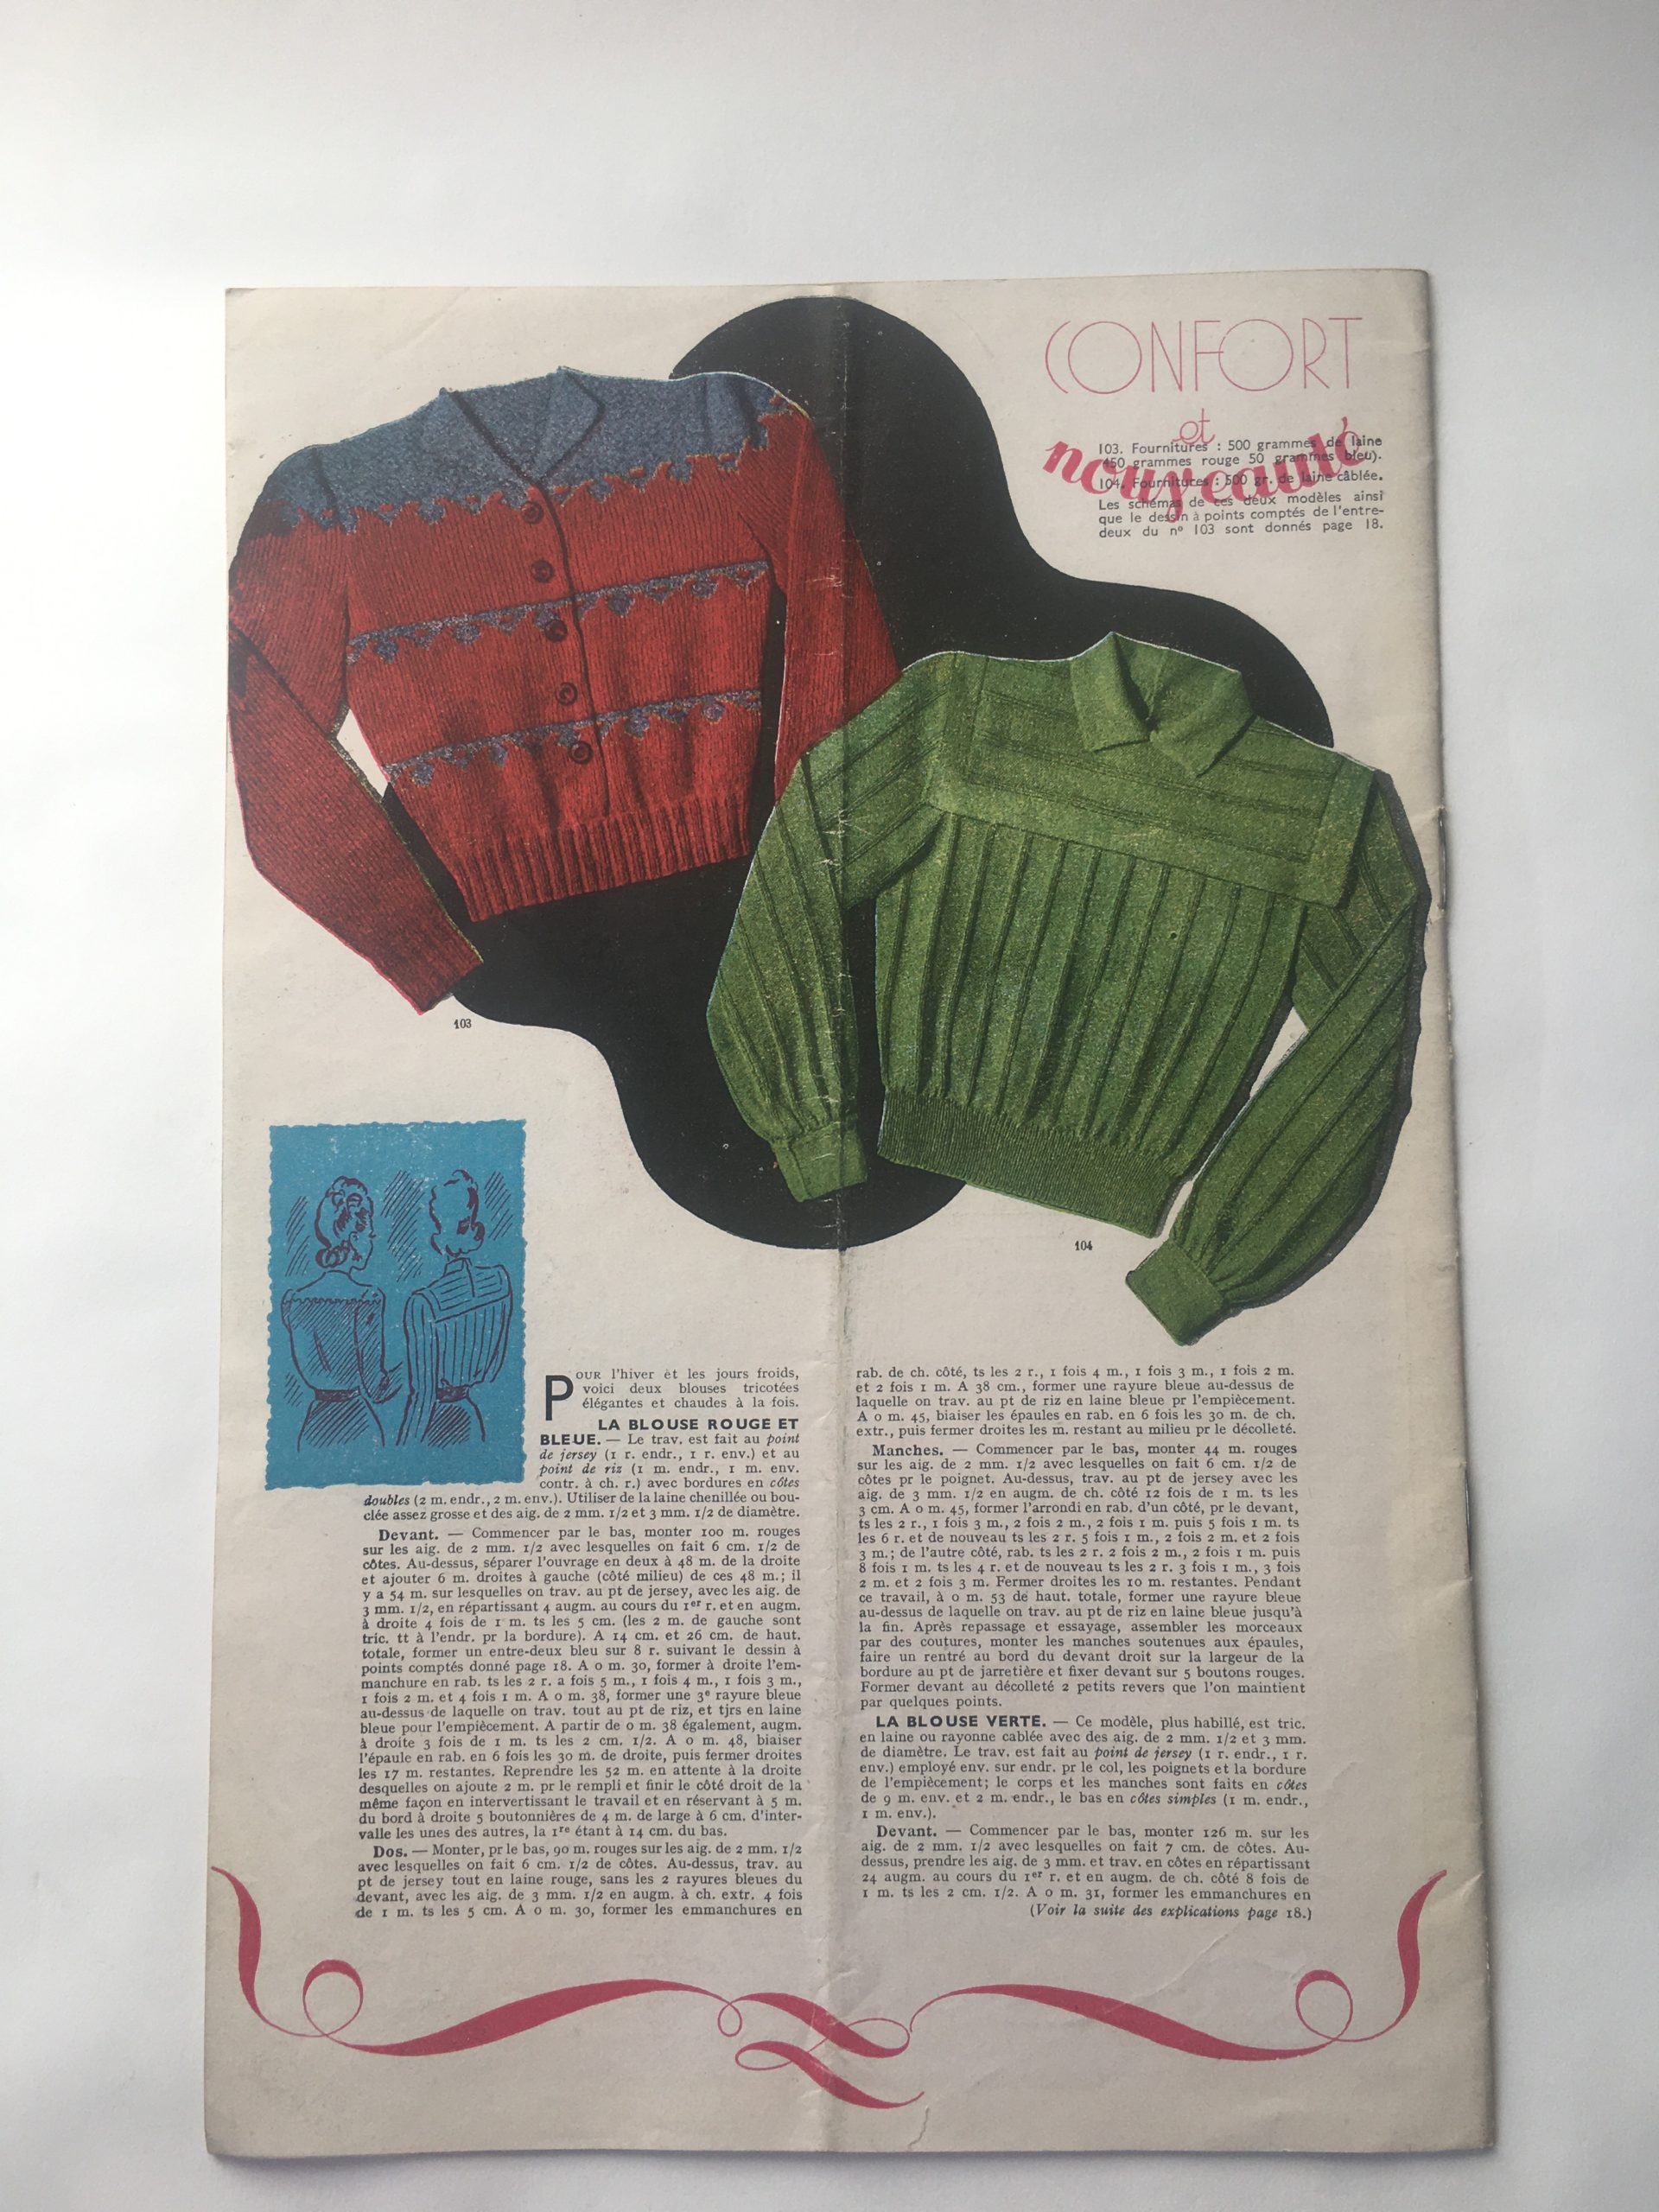 CONFORT
et
nouveauté
103. Fournitures : 500 grammes de laine
(450 grammes rouge 50 grammes bleu).
104. Fournitures : 500 gr. de laine câblée.
Les schémas de ces deux modèles ainsi
que le dessin à points comptés de l'entre-
deux du nº 103 sont donnés page 18.
103
104
POUR l'hiver et les jours froids,
voici deux blouses tricotées
élégantes et chaudes à la fois.
LA BLOUSE ROUGE ET
BLEUE. — Le trav. est fait au point
de jersey (1 r. endr., 1 r. env.) et au
point de riz (1 m. endr., 1 m. env.
contr. à ch. r.) avec bordures en côtes
doubles (2 m. endr., 2 m. env.). Utiliser de la laine chenillée ou bou-
clée assez grosse et des aig. de 2 mm. 1/2 et 3 mm. 1/2 de diamètre.
Devant. — Commencer par le bas, monter 100 m. rouges
sur les aig. de 2 mm. 1/2 avec lesquelles on fait 6 cm. 1/2 de
côtes. Au-dessus, séparer l'ouvrage en deux à 48 m. de la droite
et ajouter 6 m. droites à gauche (côté milieu) de ces 48 m.; il
y a 54 m. sur lesquelles on trav. au pt de jersey, avec les aig. de
3 mm. 1/2, en répartissant 4 augm. au cours du 1er r. et en augm.
à droite 4 fois de 1 m. ts les 5 cm. (les 2 m. de gauche sont
tric. tt à l'endr. pr la bordure). A 14 cm. et 26 cm. de haut.
totale, former un entre-deux bleu sur 8 r. suivant le dessin à
points comptés donné page 18. A 0 m. 30, former à droite l'em-
manchure en rab. ts les 2 r. a fois 5 m., 1 fois 4 m., 1 fois 3 m.,
1 fois 2 m. et 4 fois 1 m. A 0 m. 38, former une 3e rayure bleue
au-dessus de laquelle on trav. tout au pt de riz, et tjrs en laine
bleue pour l'empiècement. A partir de 0 m. 38 également, augm.
à droite 3 fois de 1 m. ts les 2 cm. 1/2. A 0 m. 48, biaiser
l'épaule en rab. en 6 fois les 30 m. de droite, puis fermer droites
les 17 m. restantes. Reprendre les 52 m. en attente à la droite
desquelles on ajoute 2 m. pr le rempli et finir le côté droit de la
même façon en intervertissant le travail et en réservant à 5 m.
du bord à droite 5 boutonnières de 4 m. de large à 6 cm. d'inter-
valle les unes des autres, la 1re étant à 14 cm. du bas.
Dos. — Monter, pr le bas, 90 m. rouges sur les aig. de 2 mm. 1/2
avec lesquelles on fait 6 cm. 1/2 de côtes. Au-dessus, trav. au
pt de jersey tout en laine rouge, sans les 2 rayures bleues du
devant, avec les aig. de 3 mm. 1/2 en augm. à ch. extr. 4 fois
de 1 m. ts les 5 cm. A 0 m. 30, former les emmanchures en
rab. de ch. côté, ts les 2 r., 1 fois 4 m., 1 fois 3 m., 1 fois 2 m.
et 2 fois 1 m. A 38 cm., former une rayure bleue au-dessus de
laquelle on trav. au pt de riz en laine bleue pr l'empiècement.
A 0 m. 45, biaiser les épaules en rab. en 6 fois les 30 m. de ch.
extr., puis fermer droites les m. restant au milieu pr le décolleté.
Manches. — Commencer par le bas, monter 44 m. rouges
sur les aig. de 2 mm. 1/2 avec lesquelles on fait 6 cm. 1/2 de
côtes pr le poignet. Au-dessus, trav. au pt de jersey avec les
aig. de 3 mm. 1/2 en augm. de ch. côté 12 fois de 1 m. ts les
3 cm. A 0 m. 45, former l'arrondi en rab. d'un côté, pr le devant,
ts les 2 r., 1 fois 3 m., 2 fois 2 m., 2 fois 1 m. puis 5 fois 1 m. ts
les 6 r. et de nouveau ts les 2 r. 5 fois 1 m., 2 fois 2 m. et 2 fois
3 m.; de l'autre côté, rab. ts les 2 r. 2 fois 2 m., 2 fois 1 m. puis
8 fois 1 m. ts les 4 r. et de nouveau ts les 2 r. 3 fois 1 m., 3 fois
2 m. et 2 fois 3 m. Fermer droites les 10 m. restantes. Pendant
ce travail, à 0 m. 53 de haut. totale, former une rayure bleue
au-dessus de laquelle on trav. au pt de riz en laine bleue jusqu'à
la fin. Après repassage et essayage, assembler les morceaux
par des coutures, monter les manches soutenues aux épaules,
faire un rentré au bord du devant droit sur la largeur de la
bordure au pt de jarretière et fixer devant sur 5 boutons rouges.
Former devant au décolleté 2 petits revers que l'on maintient
par quelques points.
LA BLOUSE VERTE. — Ce modèle, plus habillé, est tric.
en laine ou rayonne cablée avec des aig. de 2 mm. 1/2 et 3 mm.
de diamètre. Le trav. est fait au point de jersey (1 r. endr., 1 r.
env.) employé env. sur endr. pr le col, les poignets et la bordure
de l'empiècement; le corps et les manches sont faits en côtes
de 9 m. env. et 2 m. endr., le bas en côtes simples (1 m. endr.,
1 m. env.).
Devant. — Commencer par le bas, monter 126 m. sur les
aig. de 2 mm. 1/2 avec lesquelles on fait 7 cm. de côtes. Au-
dessus, prendre les aig. de 3 mm. et trav. en côtes en répartissant
24 augm. au cours du 1er r. et en augm. de ch. côté 8 fois de
1 m. ts les 2 cm. 1/2. A 0 m. 31, former les emmanchures en
(Voir la suite des explications page 18.)